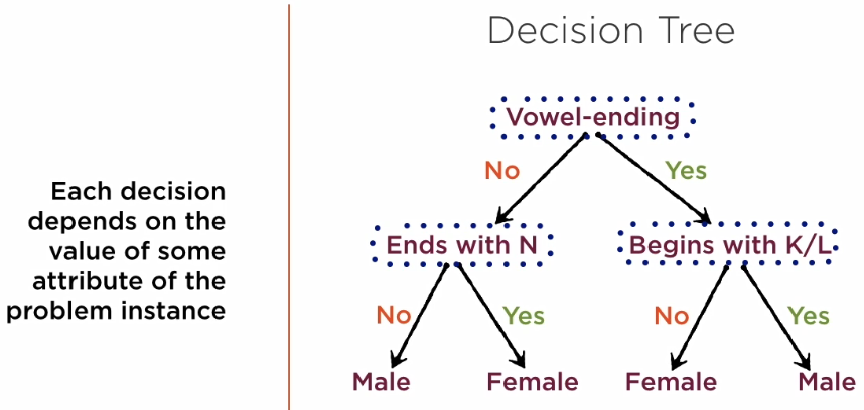 Decision Tree
Each decision
depends on the
value of some
attribute of the
problem instance
Vowel-ending
No
Yes
Ends with N
Begins with K/L
No
Yes
No
Yes
Male
Female
Female
Male